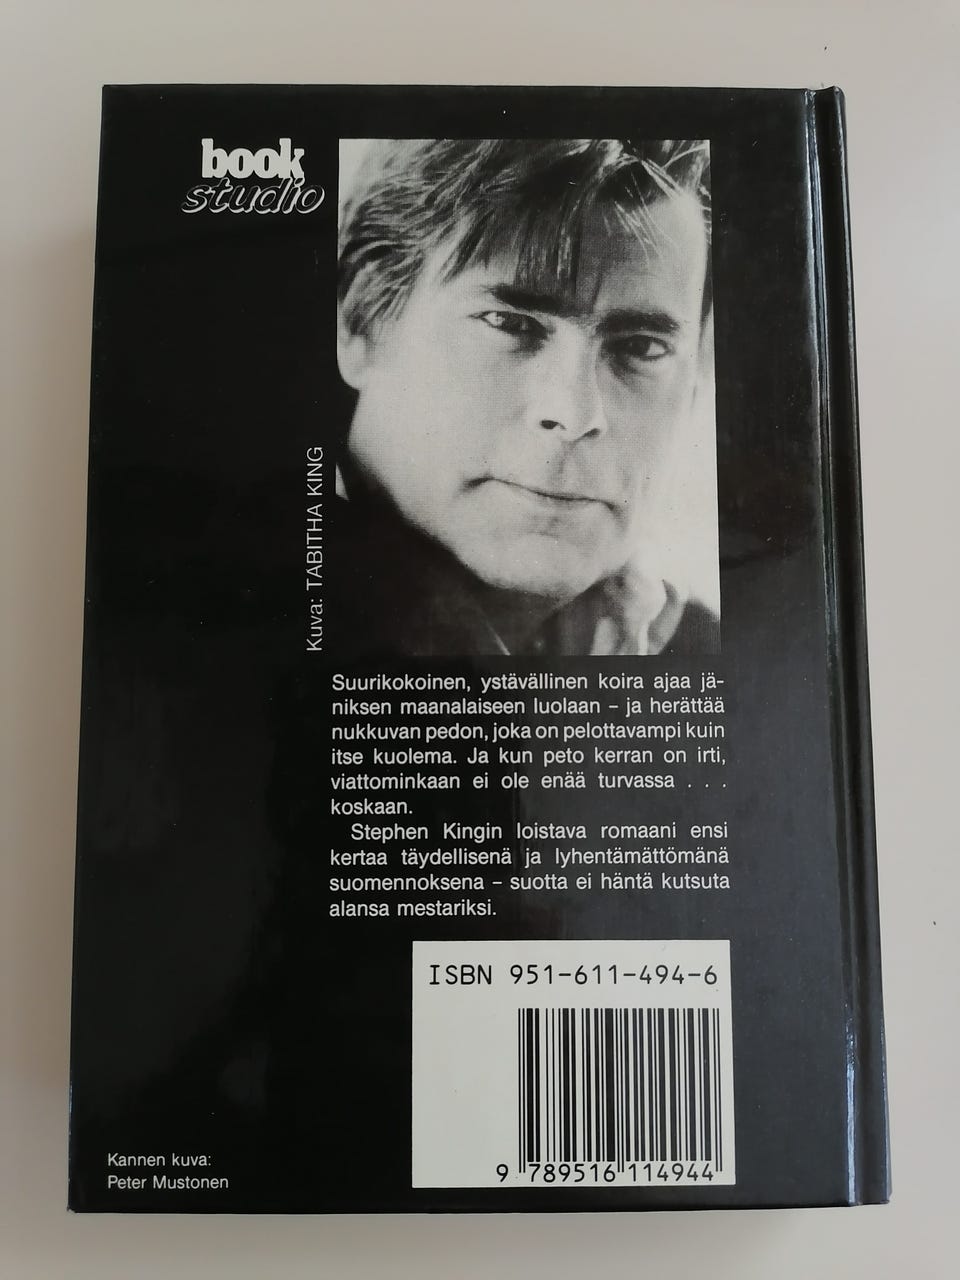 book
studio
Kuva: TABITHA KING
Suurikokoinen, ystävällinen koira ajaa jä-
niksen maanalaiseen luolaan – ja herättää
nukkuvan pedon, joka on pelottavampi kuin
itse kuolema. Ja kun peto kerran on irti,
viattominkaan ei ole enää turvassa . . .
koskaan.
Stephen Kingin loistava romaani ensi
kertaa täydellisenä ja lyhentämättömänä
suomennoksena – suotta ei häntä kutsuta
alansa mestariksi.
ISBN 951-611-494-6
9 789516 114944
Kannen kuva:
Peter Mustonen